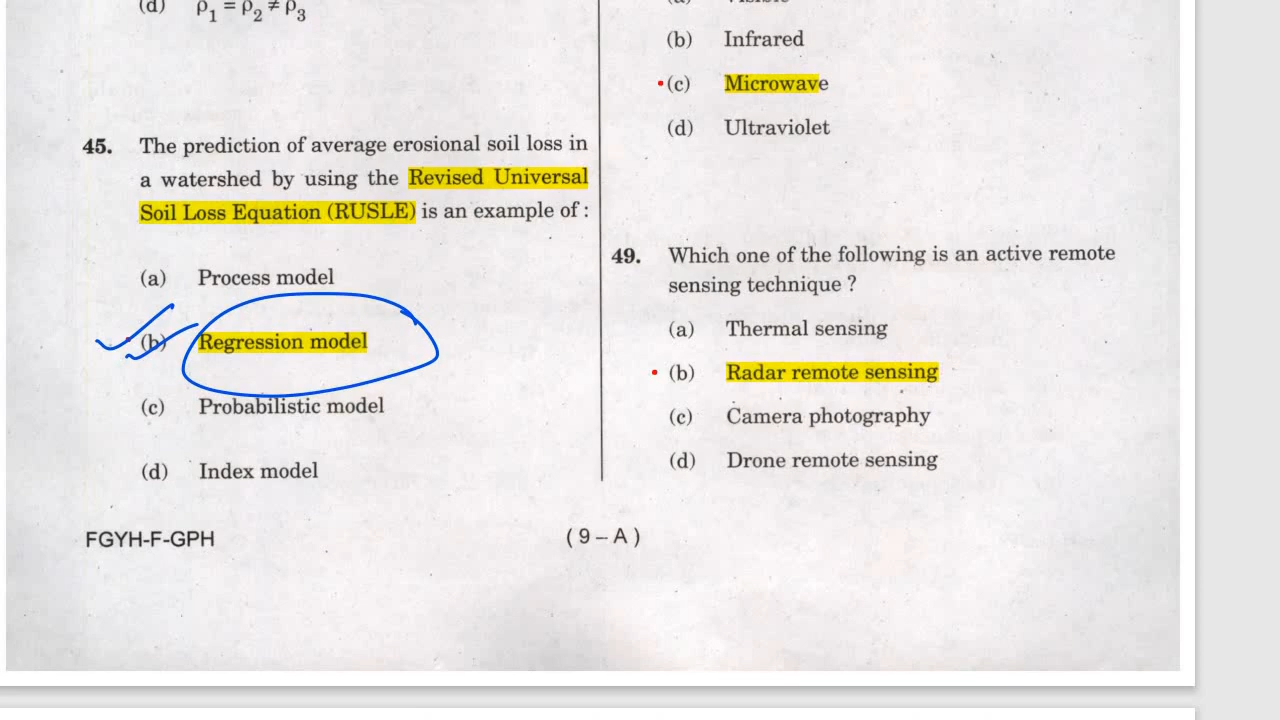 (d) ρ1 = ρ2 ≠ ρ3
45. The prediction of average erosional soil loss in
a watershed by using the Revised Universal
Soil Loss Equation (RUSLE) is an example of :
(a) Process model
(b) Regression model
(c) Probabilistic model
(d) Index model
(b) Infrared
(c) Microwave
(d) Ultraviolet
49. Which one of the following is an active remote
sensing technique ?
(a) Thermal sensing
(b) Radar remote sensing
(c) Camera photography
(d) Drone remote sensing
FGYH-F-GPH
( 9 – A )